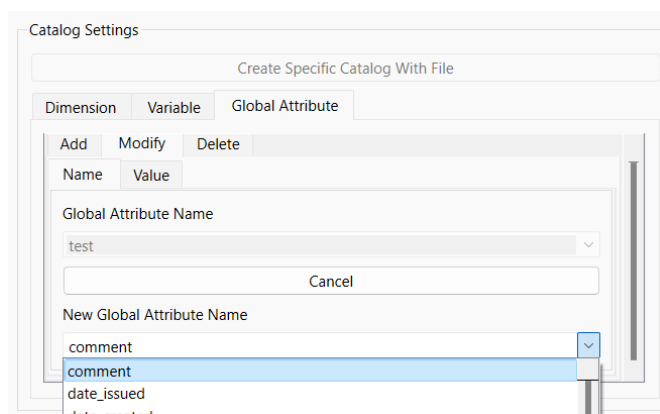 Catalog Settings
Create Specific Catalog With File
Dimension Variable Global Attribute
Add Modify Delete
Name Value
Global Attribute Name
test
Cancel
New Global Attribute Name
comment
comment
date_issued